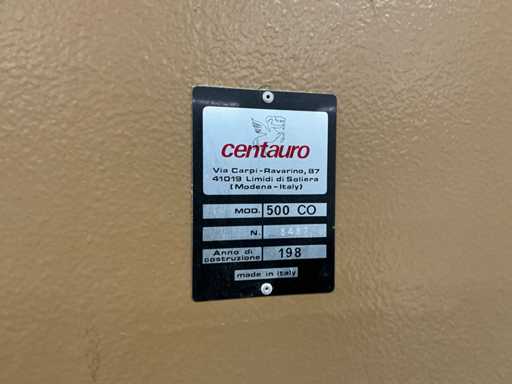 centauro
Via Carpi-Ravarino, 87
41019 Limidi di Soliera
(Modena-Italy)
MOD. 500 CO
N.
Anno di costruzione 198
made in italy